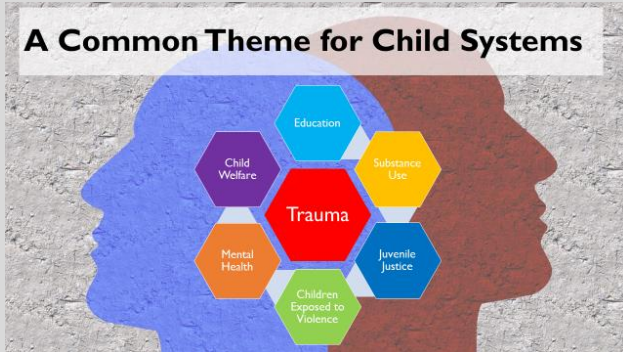 A Common Theme for Child Systems
Education
Child
Welfare
Substance
Use
Trauma
Mental
Health
Juvenile
Justice
Children
Exposed to
Violence